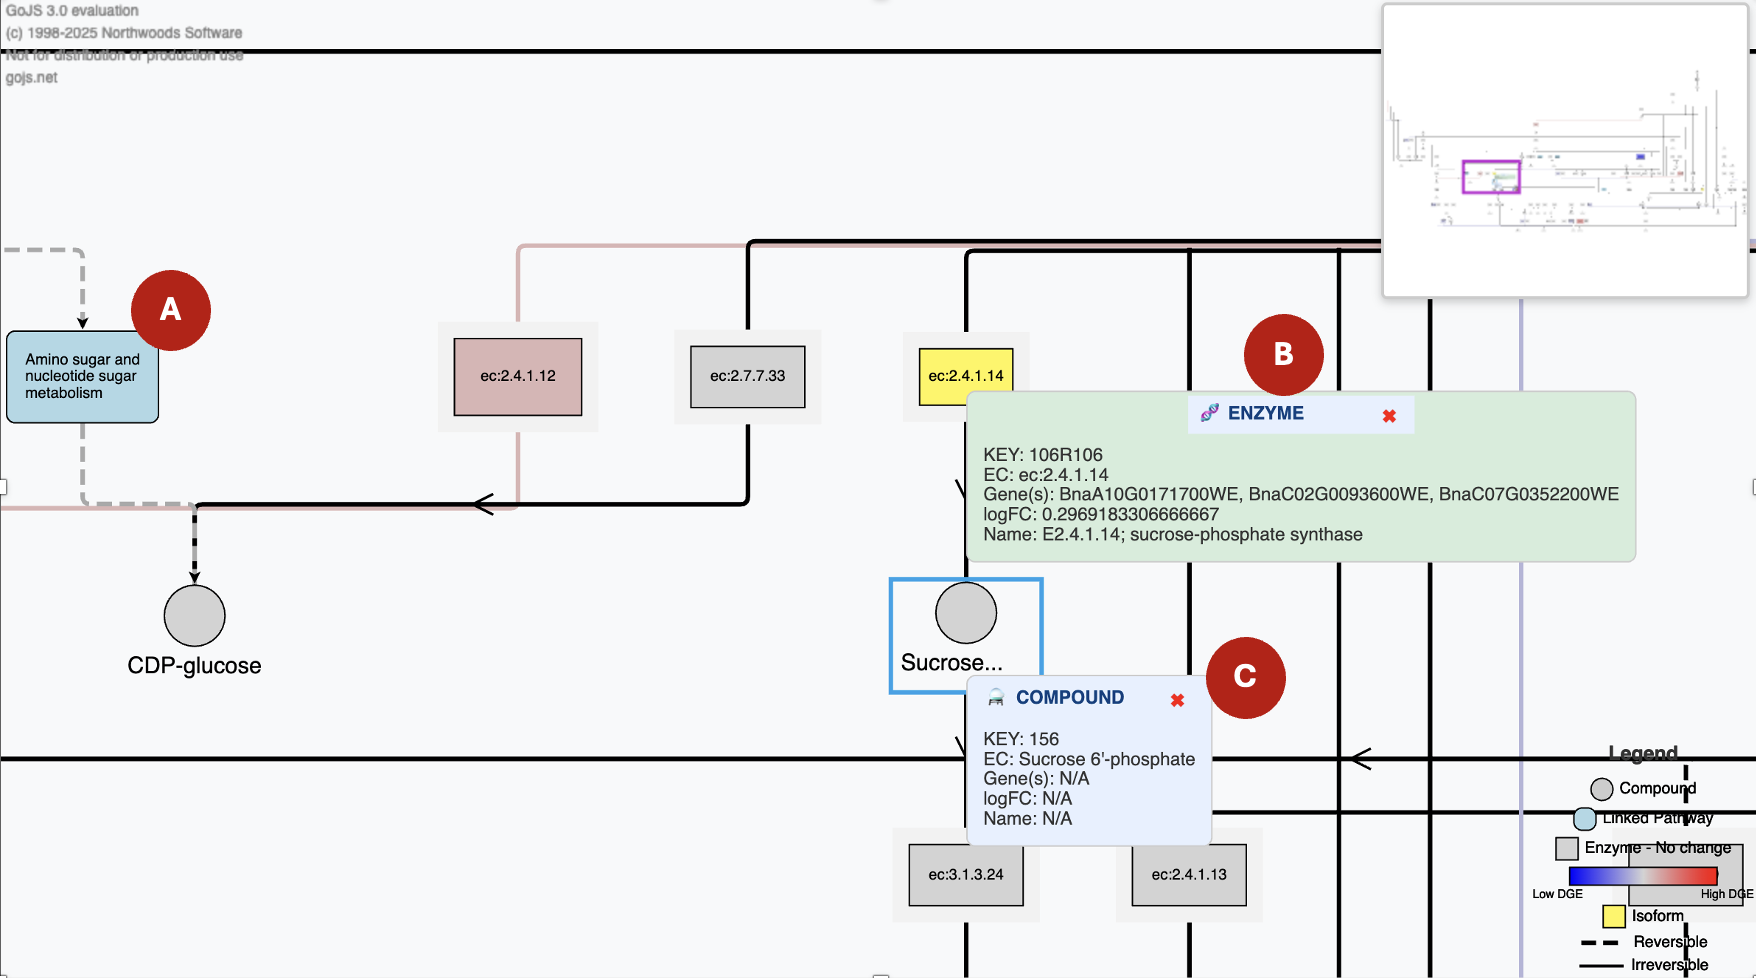 GoJS 3.0 evaluation
(c) 1998-2025 Northwoods Software
Not for distribution or production use
gojs.net
A
Amino sugar and
nucleotide sugar
metabolism
ec:2.4.1.12
ec:2.7.7.33
ec:2.4.1.14
B
ENZYME
KEY: 106R106
EC: ec:2.4.1.14
Gene(s): BnaA10G0171700WE, BnaC02G0093600WE, BnaC07G0352200WE
logFC: 0.2969183306666667
Name: E2.4.1.14; sucrose-phosphate synthase
CDP-glucose
Sucrose...
C
COMPOUND
KEY: 156
EC: Sucrose 6'-phosphate
Gene(s): N/A
logFC: N/A
Name: N/A
ec:3.1.3.24
ec:2.4.1.13
Legend
Compound
Linked Pathway
Enzyme - No change
Low DGE
High DGE
Isoform
Reversible
Irreversible